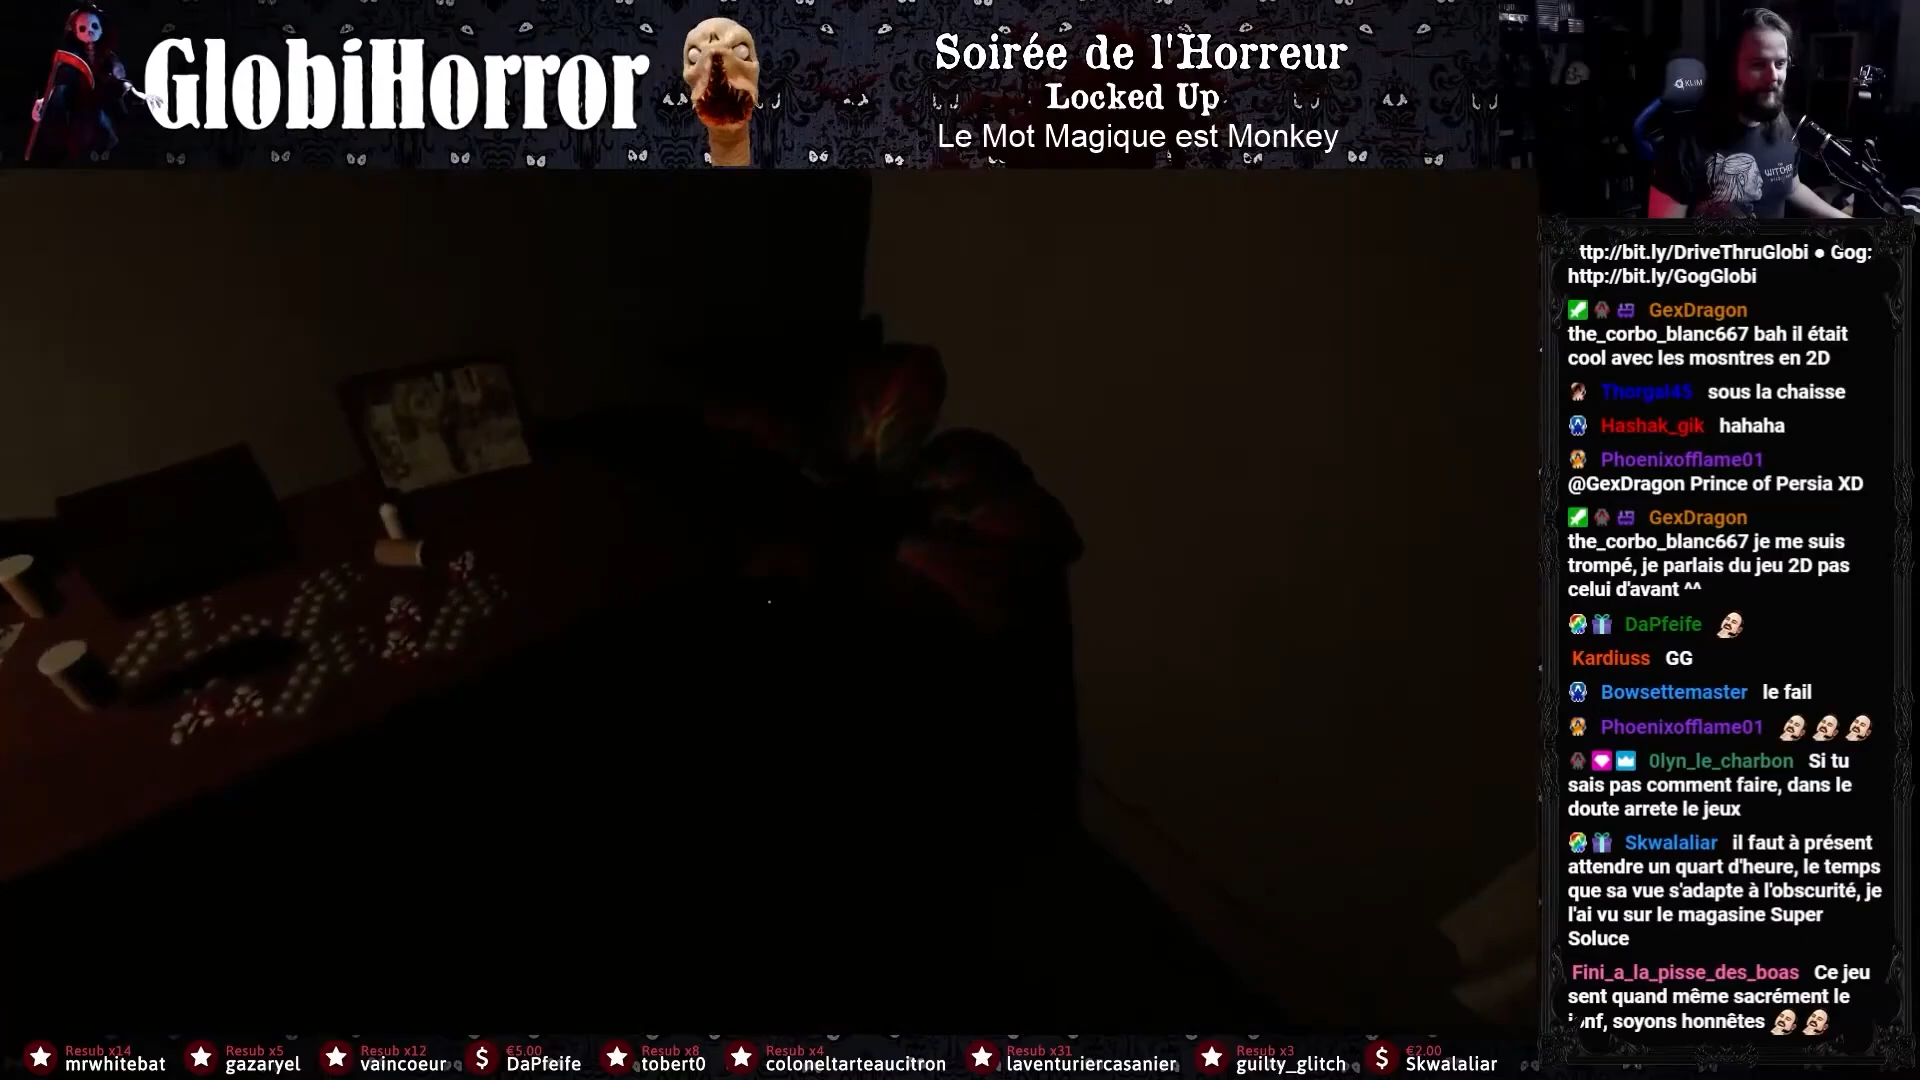 GlobiHorror
Soirée de l'Horreur
Locked Up
Le Mot Magique est Monkey
KLIM
WITCHER
ttp://bit.ly/DriveThruGlobi ● Gog:
http://bit.ly/GogGlobi
GexDragon
the_corbo_blanc667 bah il était
cool avec les mosntres en 2D
Thorgal45 sous la chaisse
Hashak_gik hahaha
Phoenixofflame01
@GexDragon Prince of Persia XD
GexDragon
the_corbo_blanc667 je me suis
trompé, je parlais du jeu 2D pas
celui d'avant ^^
DaPfeife
Kardiuss GG
Bowsettemaster le fail
Phoenixofflame01
0lyn_le_charbon Si tu
sais pas comment faire, dans le
doute arrete le jeux
Skwalaliar il faut à présent
attendre un quart d'heure, le temps
que sa vue s'adapte à l'obscurité, je
l'ai vu sur le magasine Super
Soluce
Fini_a_la_pisse_des_boas Ce jeu
sent quand même sacrément le
soyons honnêtes
Resub x14
mrwhitebat
Resub x5
gazaryel
Resub x12
vaincoeur
€5.00
DaPfeife
Resub x8
tobert0
Resub x4
coloneltarteaucitron
Resub x31
laventuriercasanier
Resub x3
guilty_glitch
€2.00
Skwalaliar